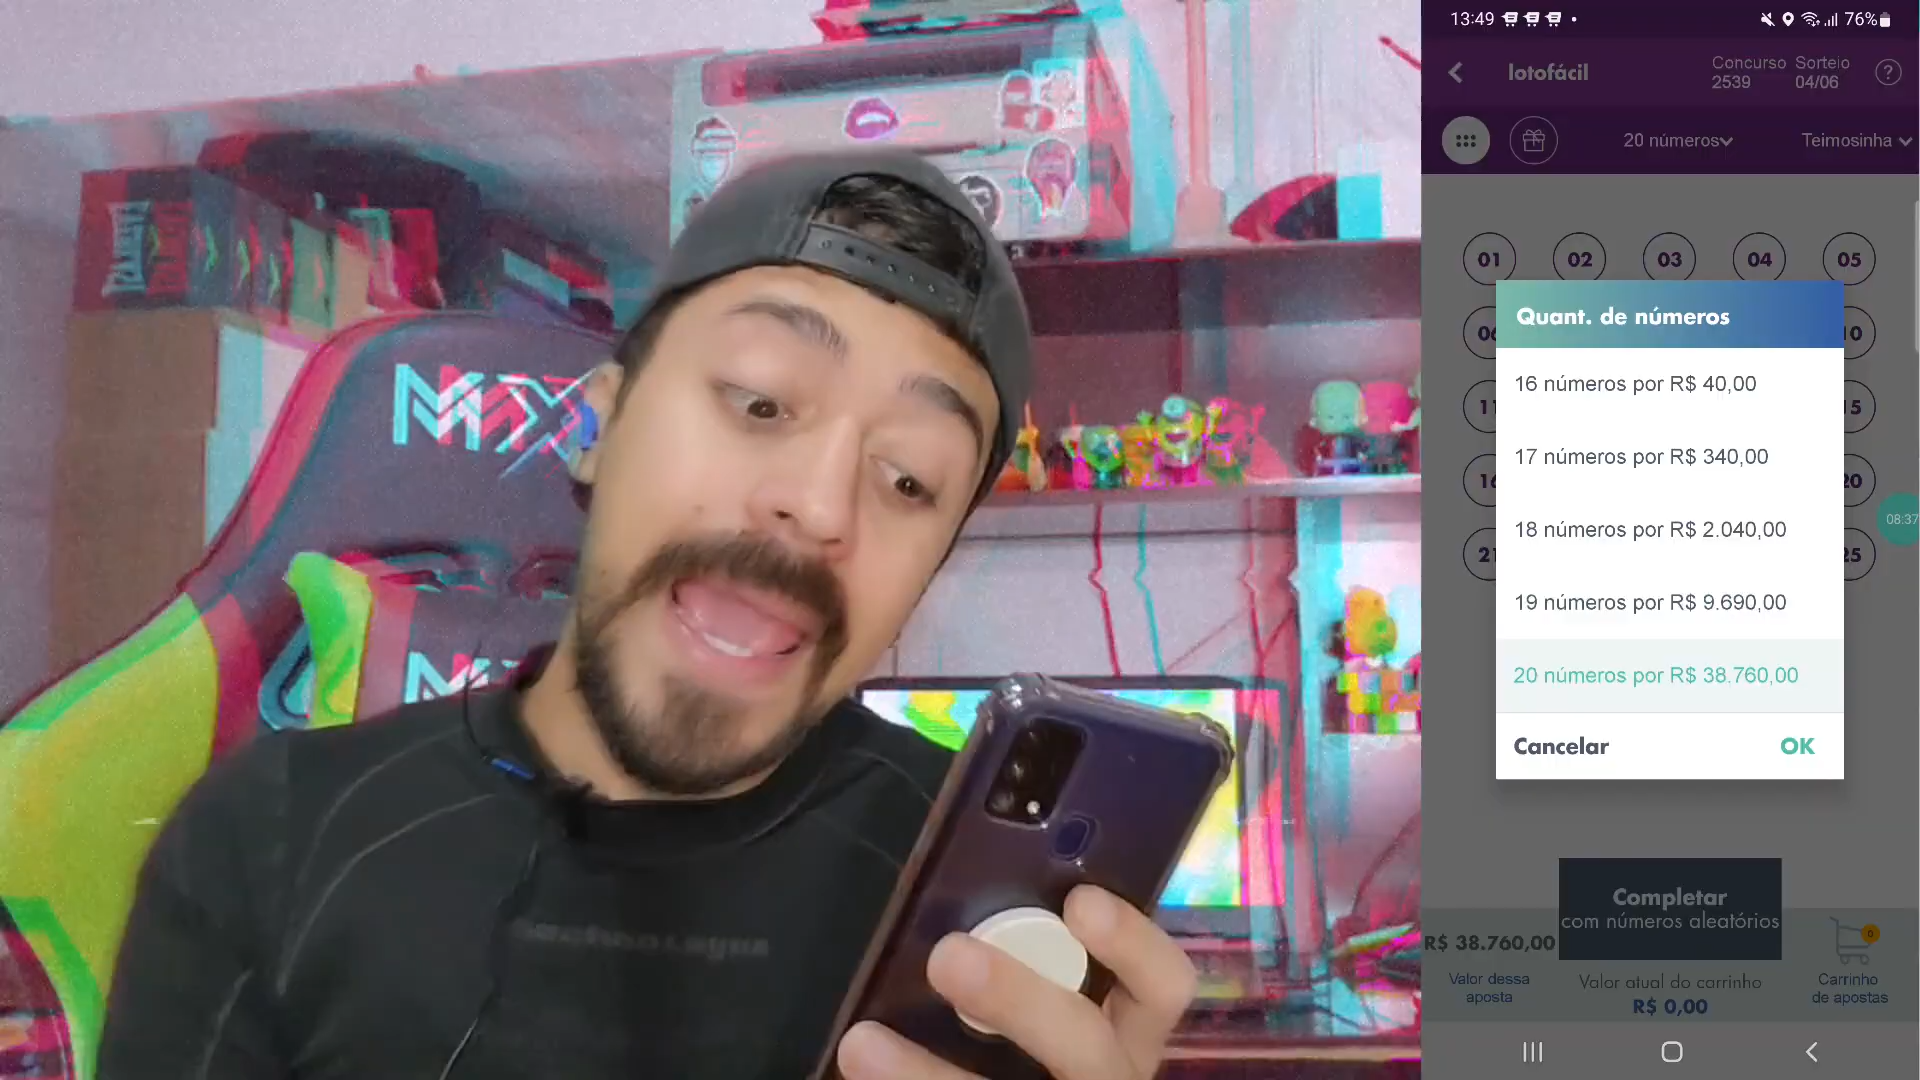 13:49
76%
lotofácil
Concurso
2539
Sorteio
04/06
?
20 números
Teimosinha
01 02 03 04 05
Quant. de números
16 números por R$ 40,00
17 números por R$ 340,00
18 números por R$ 2.040,00
19 números por R$ 9.690,00
20 números por R$ 38.760,00
Cancelar
OK
08:37
Completar
com números aleatórios
R$ 38.760,00
Valor dessa
aposta
Valor atual do carrinho
R$ 0,00
0
Carrinho
de apostas